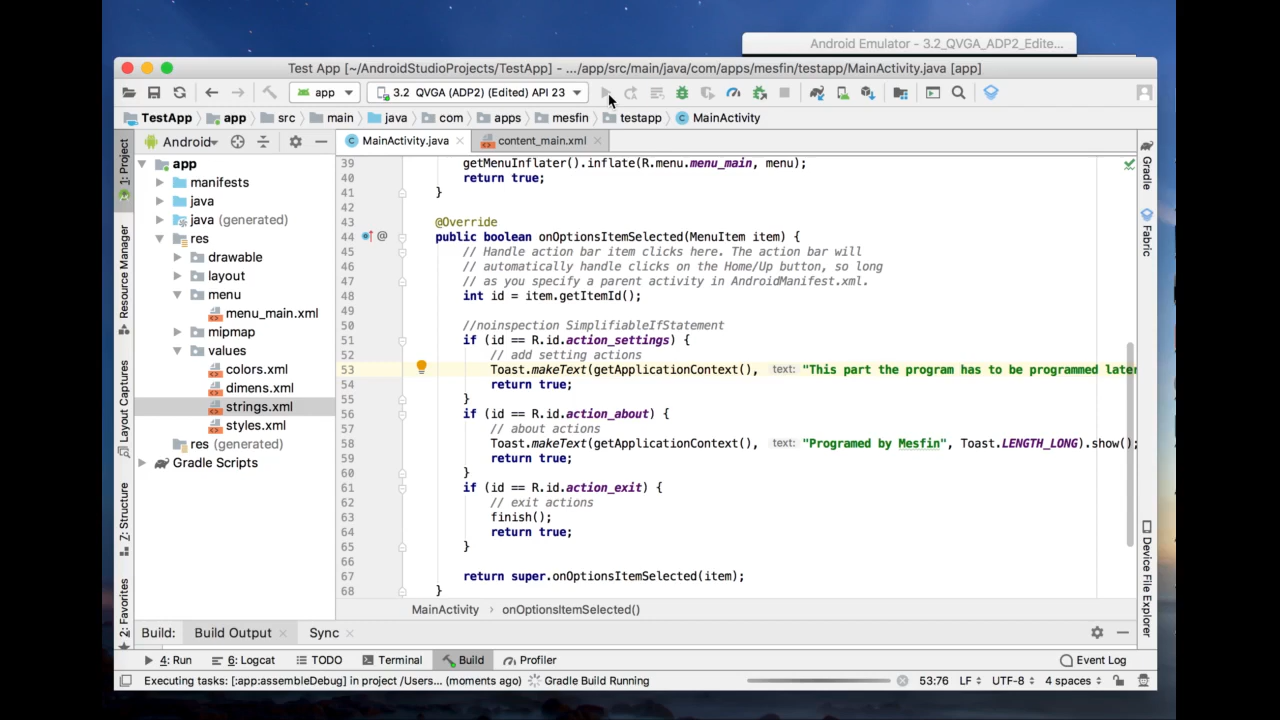 Android Emulator - 3.2_QVGA_ADP2_Edite...
Test App [~/AndroidStudioProjects/TestApp] - .../app/src/main/java/com/apps/mesfin/testapp/MainActivity.java [app]
app 3.2 QVGA (ADP2) (Edited) API 23
TestApp app src main java com apps mesfin testapp MainActivity
1: Project
Resource Manager
Layout Captures
Z: Structure
2: Favorites
Android
app
manifests
java
java (generated)
res
drawable
layout
menu
menu_main.xml
mipmap
values
colors.xml
dimens.xml
strings.xml
styles.xml
res (generated)
Gradle Scripts
MainActivity.java content_main.xml
39 getMenuInflater().inflate(R.menu.menu_main, menu);
40 return true;
41 }
42
43 @Override
44 @ public boolean onOptionsItemSelected(MenuItem item) {
45 // Handle action bar item clicks here. The action bar will
46 // automatically handle clicks on the Home/Up button, so long
47 // as you specify a parent activity in AndroidManifest.xml.
48 int id = item.getItemId();
49
50 //noinspection SimplifiableIfStatement
51 if (id == R.id.action_settings) {
52 // add setting actions
53 Toast.makeText(getApplicationContext(), text: "This part the program has to be programmed later
54 return true;
55 }
56 if (id == R.id.action_about) {
57 // about actions
58 Toast.makeText(getApplicationContext(), text: "Programed by Mesfin", Toast.LENGTH_LONG).show();
59 return true;
60 }
61 if (id == R.id.action_exit) {
62 // exit actions
63 finish();
64 return true;
65 }
66
67 return super.onOptionsItemSelected(item);
68 }
MainActivity › onOptionsItemSelected()
Gradle
Fabric
Device File Explorer
Build: Build Output Sync
4: Run 6: Logcat TODO Terminal Build Profiler Event Log
Executing tasks: [:app:assembleDebug] in project /Users... (moments ago) Gradle Build Running 53:76 LF UTF-8 4 spaces